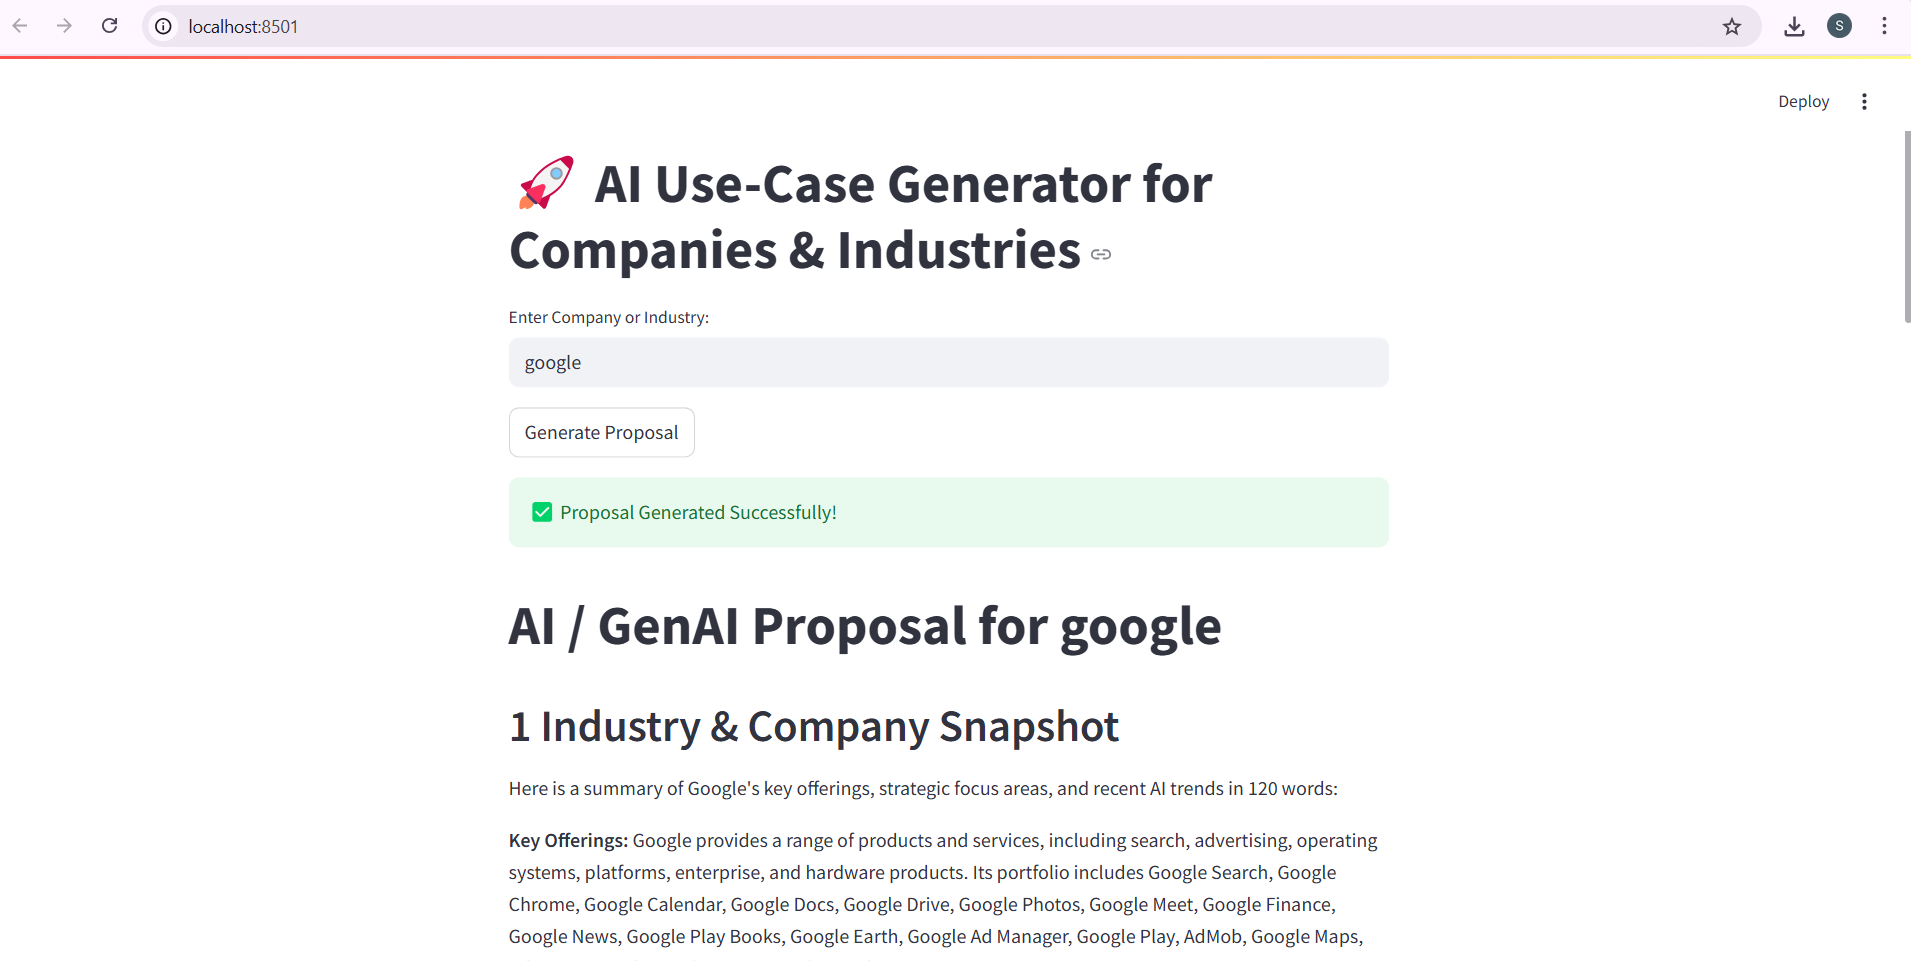 localhost:8501
S
Deploy
🚀 AI Use-Case Generator for
Companies & Industries
Enter Company or Industry:
google
Generate Proposal
✅ Proposal Generated Successfully!
AI / GenAI Proposal for google
1 Industry & Company Snapshot
Here is a summary of Google's key offerings, strategic focus areas, and recent AI trends in 120 words:
Key Offerings: Google provides a range of products and services, including search, advertising, operating
systems, platforms, enterprise, and hardware products. Its portfolio includes Google Search, Google
Chrome, Google Calendar, Google Docs, Google Drive, Google Photos, Google Meet, Google Finance,
Google News, Google Play Books, Google Earth, Google Ad Manager, Google Play, AdMob, Google Maps,